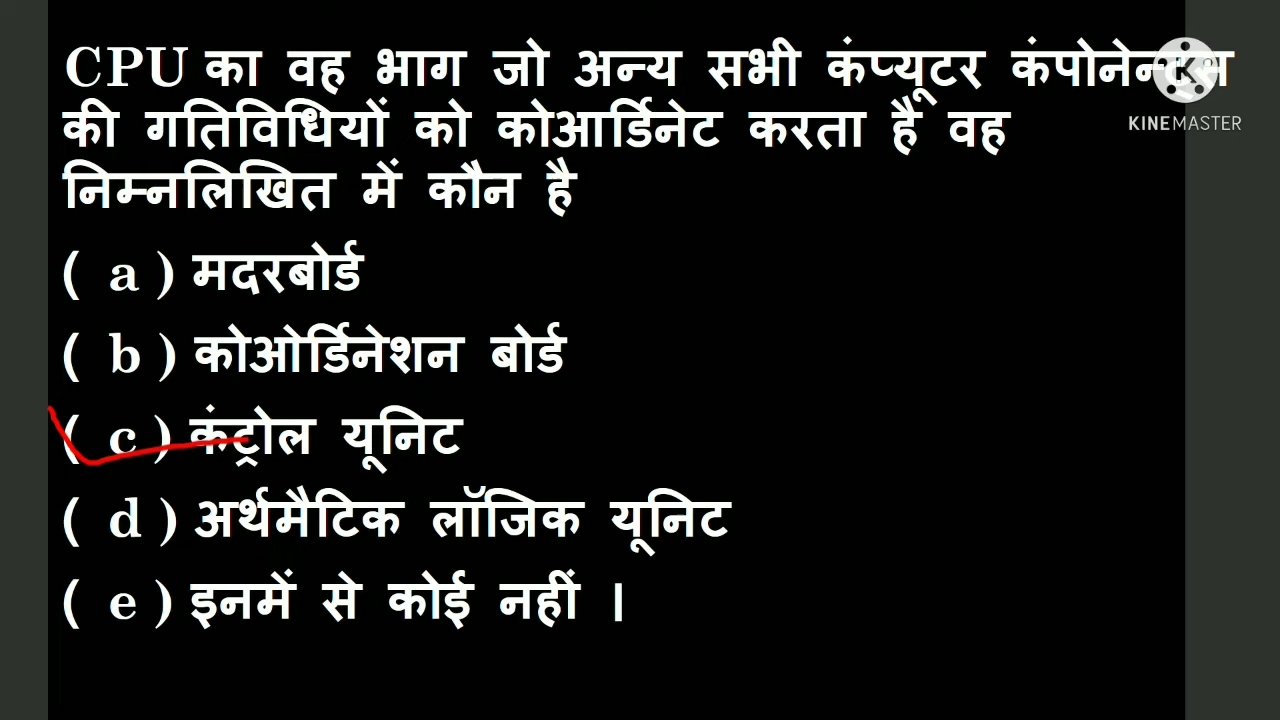 CPU का वह भाग जो अन्य सभी कंप्यूटर कंपोनेन्ट्स
की गतिविधियों को कोआर्डिनेट करता है वह
निम्नलिखित में कौन है
( a ) मदरबोर्ड
( b ) कोओर्डिनेशन बोर्ड
( c ) कंट्रोल यूनिट
( d ) अर्थमैटिक लॉजिक यूनिट
( e ) इनमें से कोई नहीं ।
K
KINEMASTER